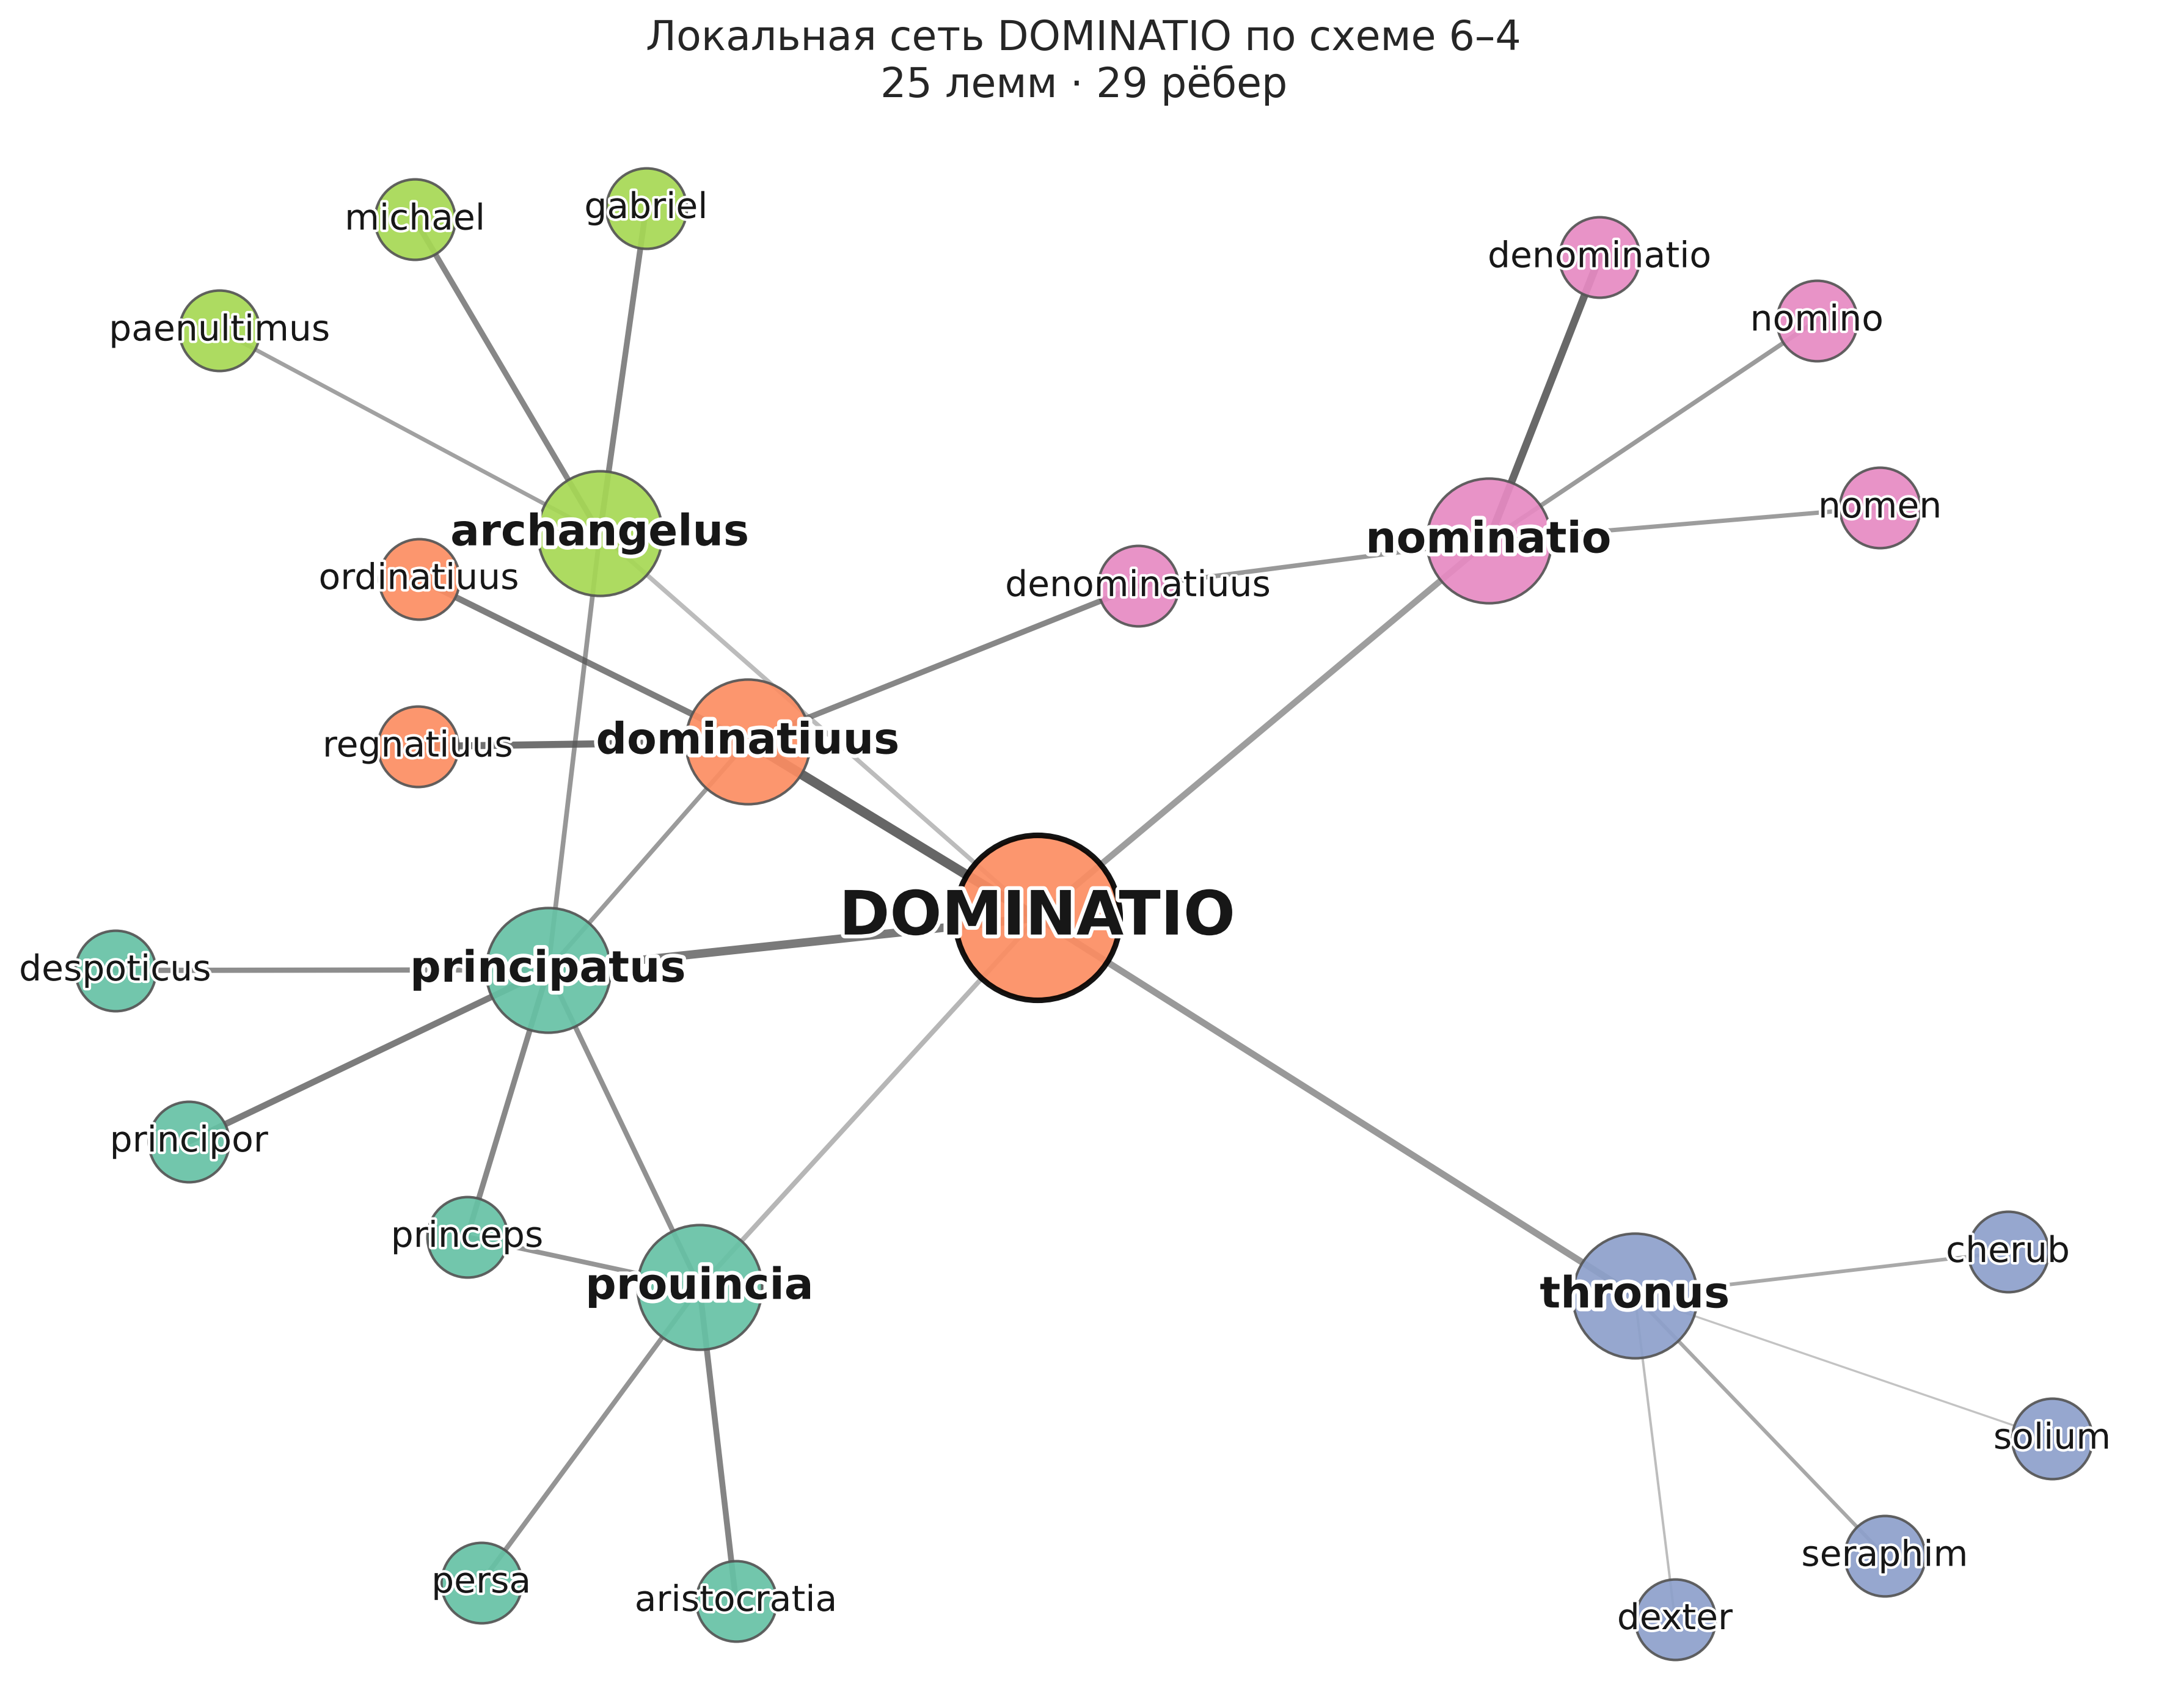 Локальная сеть DOMINATIO по схеме 6–4
25 лемм · 29 рёбер
michael
gabriel
paenultimus
denominatio
nomino
nomen
archangelus
nominatio
ordinatiuus
denominatiuus
regnatiuus
dominatiuus
DOMINATIO
despoticus
principatus
principor
princeps
prouincia
thronus
cherub
solium
persa
aristocratia
seraphim
dexter